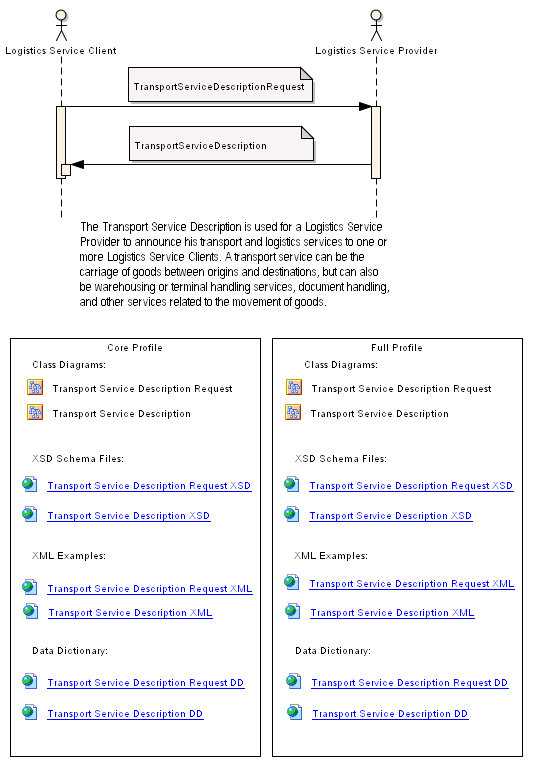 Logistics Service Client
Logistics Service Provider
TransportServiceDescriptionRequest
TransportServiceDescription
The Transport Service Description is used for a Logistics Service
Provider to announce his transport and logistics services to one or
more Logistics Service Clients. A transport service can be the
carriage of goods between origins and destinations, but can also
be warehousing or terminal handling services, document handling,
and other services related to the movement of goods.
Core Profile
Class Diagrams:
Transport Service Description Request
Transport Service Description
XSD Schema Files:
Transport Service Description Request XSD
Transport Service Description XSD
XML Examples:
Transport Service Description Request XML
Transport Service Description XML
Data Dictionary:
Transport Service Description Request DD
Transport Service Description DD
Full Profile
Class Diagrams:
Transport Service Description Request
Transport Service Description
XSD Schema Files:
Transport Service Description Request XSD
Transport Service Description XSD
XML Examples:
Transport Service Description Request XML
Transport Service Description XML
Data Dictionary:
Transport Service Description Request DD
Transport Service Description DD